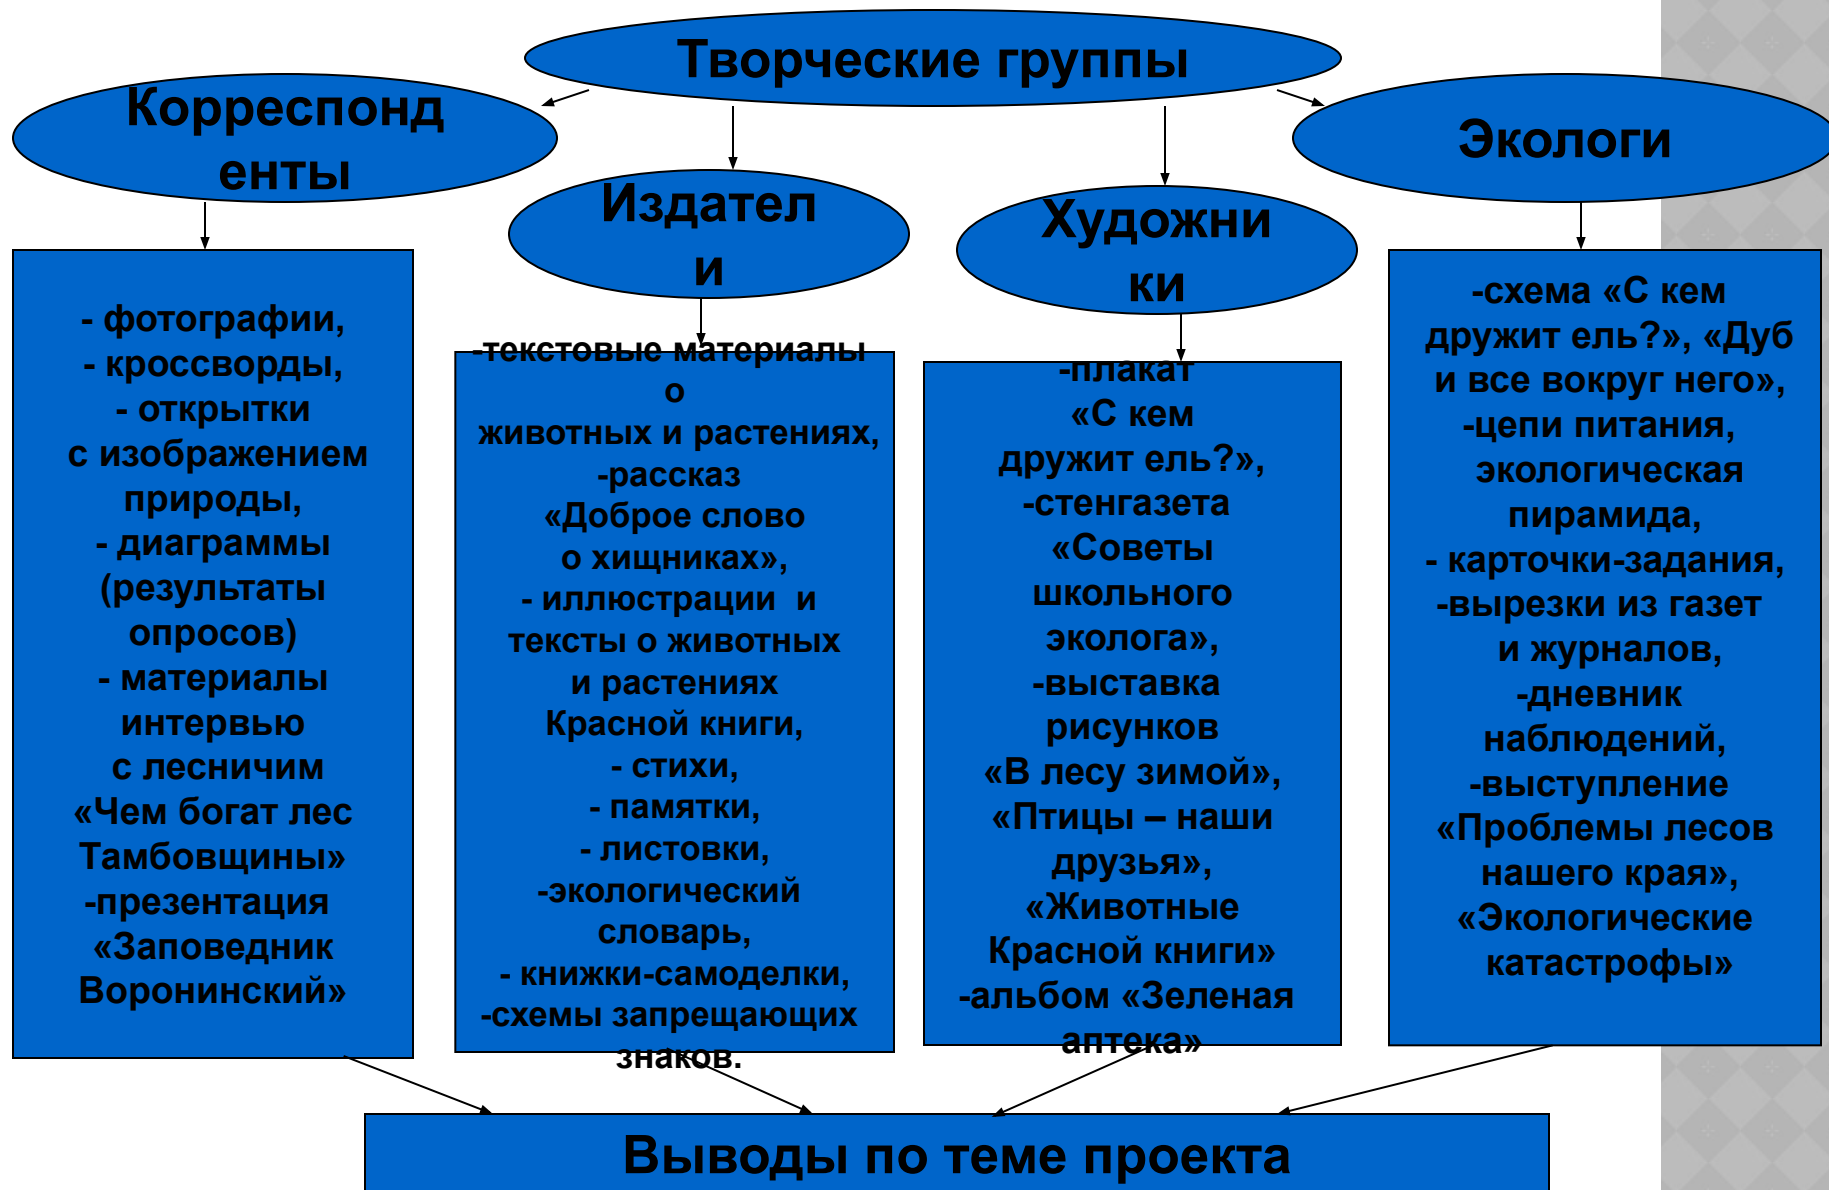 Творческие группы
Корреспонд
енты
Издател
и
Художни
ки
Экологи
- фотографии,
- кроссворды,
- открытки
с изображением
природы,
- диаграммы
(результаты
опросов)
- материалы
интервью
с лесничим
«Чем богат лес
Тамбовщины»
-презентация
«Заповедник
Воронинский»
-текстовые материалы
о
животных и растениях,
-рассказ
«Доброе слово
о хищниках»,
- иллюстрации и
тексты о животных
и растениях
Красной книги,
- стихи,
- памятки,
- листовки,
-экологический
словарь,
- книжки-самоделки,
-схемы запрещающих
знаков.
-плакат
«С кем
дружит ель?»,
-стенгазета
«Советы
школьного
эколога»,
-выставка
рисунков
«В лесу зимой»,
«Птицы – наши
друзья»,
«Животные
Красной книги»
-альбом «Зеленая
аптека»
-схема «С кем
дружит ель?», «Дуб
и все вокруг него»,
-цепи питания,
экологическая
пирамида,
- карточки-задания,
-вырезки из газет
и журналов,
-дневник
наблюдений,
-выступление
«Проблемы лесов
нашего края»,
«Экологические
катастрофы»
Выводы по теме проекта